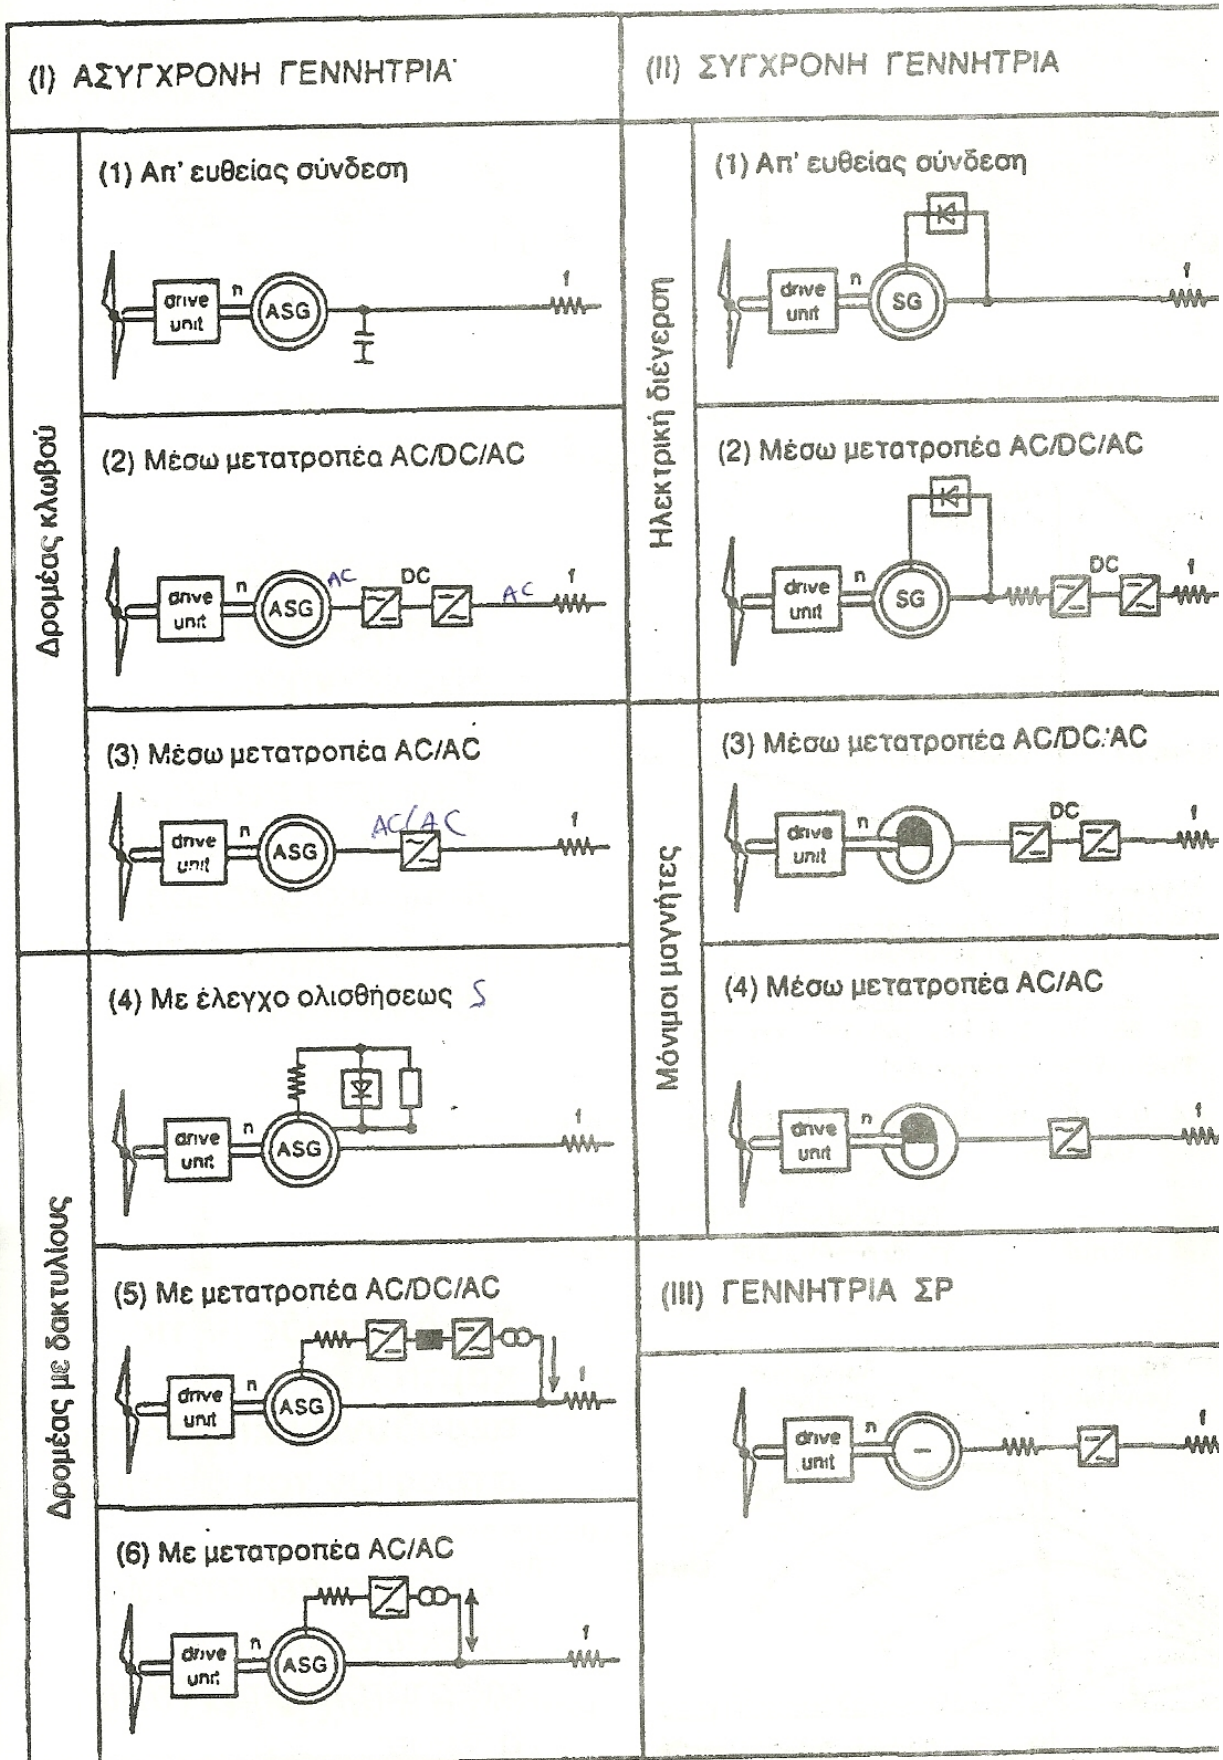 (I) ΑΣΥΓΧΡΟΝΗ ΓΕΝΝΗΤΡΙΑ
Δρομέας κλωβού
(1) Απ' ευθείας σύνδεση
drive
unit
n
ASG
f
(2) Μέσω μετατροπέα AC/DC/AC
drive
unit
n
ASG
AC
DC
AC
f
(3) Μέσω μετατροπέα AC/AC
drive
unit
n
ASG
AC/AC
f
Δρομέας με δακτυλίους
(4) Με έλεγχο ολισθήσεως S
drive
unit
n
ASG
f
(5) Με μετατροπέα AC/DC/AC
drive
unit
n
ASG
f
(6) Με μετατροπέα AC/AC
drive
unit
n
ASG
f
(II) ΣΥΓΧΡΟΝΗ ΓΕΝΝΗΤΡΙΑ
Ηλεκτρική διέγερση
(1) Απ' ευθείας σύνδεση
drive
unit
n
SG
f
(2) Μέσω μετατροπέα AC/DC/AC
drive
unit
n
SG
DC
f
Μόνιμοι μαγνήτες
(3) Μέσω μετατροπέα AC/DC/AC
drive
unit
n
DC
f
(4) Μέσω μετατροπέα AC/AC
drive
unit
n
f
(III) ΓΕΝΝΗΤΡΙΑ ΣΡ
drive
unit
n
f